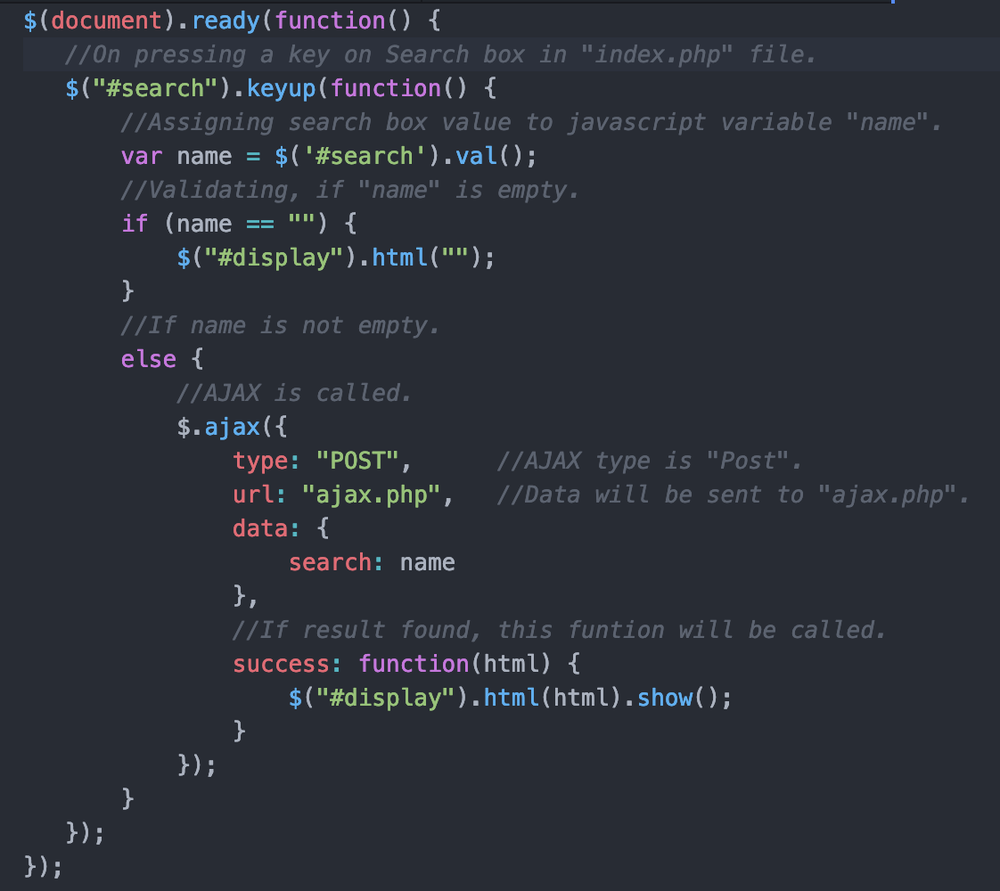 $(document).ready(function() {
   //On pressing a key on Search box in "index.php" file.
   $("#search").keyup(function() {
       //Assigning search box value to javascript variable "name".
       var name = $('#search').val();
       //Validating, if "name" is empty.
       if (name == "") {
           $("#display").html("");
       }
       //If name is not empty.
       else {
           //AJAX is called.
           $.ajax({
               type: "POST",      //AJAX type is "Post".
               url: "ajax.php",   //Data will be sent to "ajax.php".
               data: {
                   search: name
               },
               //If result found, this funtion will be called.
               success: function(html) {
                   $("#display").html(html).show();
               }
           });
       }
   });
});